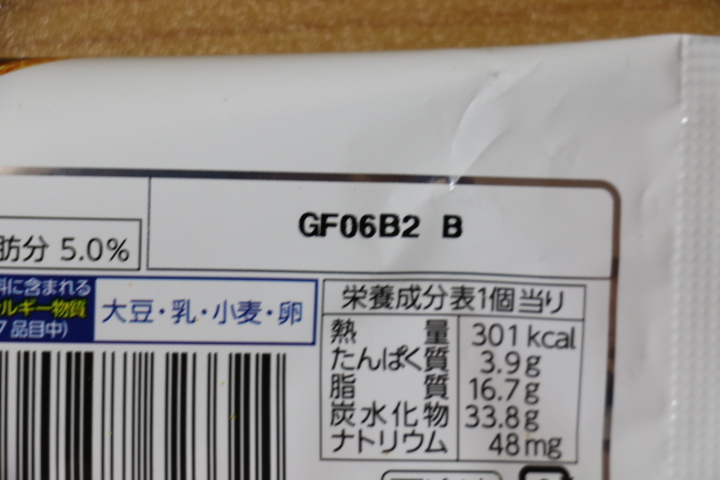 GF06B2 B
肪分 5.0%
料に含まれる
ルギー物質
7品目中)
大豆・乳・小麦・卵
栄養成分表1個当り
熱量 301kcal
たんぱく質 3.9g
脂質 16.7g
炭水化物 33.8g
ナトリウム 48mg